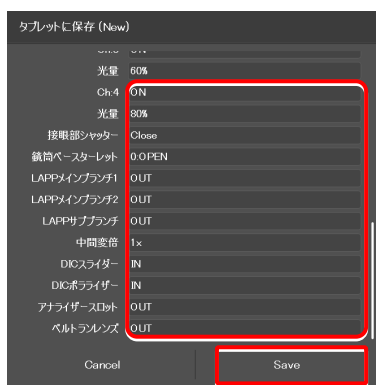 タブレットに保存（New）
光量 60%
Ch:4 ON
光量 80%
接眼部シャッター Close
鏡筒ベースターレット 0:OPEN
LAPPメインブランチ1 OUT
LAPPメインブランチ2 OUT
LAPPサブブランチ OUT
中間変倍 1×
DICスライダー IN
DICポラライザー IN
アナライザースロット OUT
ベルトランレンズ OUT
Cancel Save